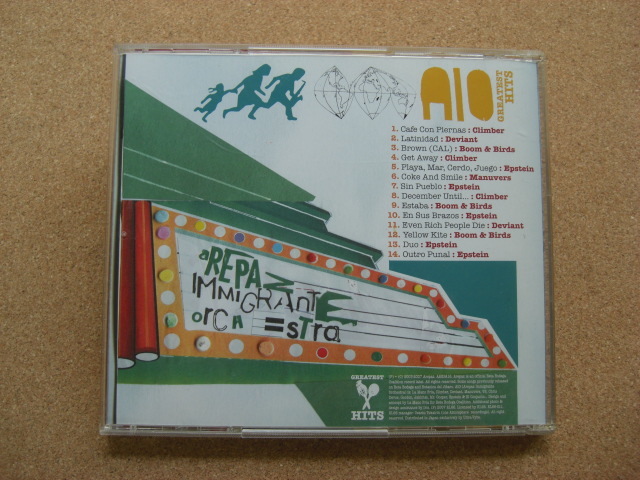 AIO
GREATEST
HITS
1. Cafe Con Piernas : Climber
2. Latinidad : Deviant
3. Brown (CAL) : Boom & Birds
4. Get Away : Climber
5. Playa, Mar, Cerdo, Juego : Epstein
6. Coke And Smile : Manuvers
7. Sin Pueblo : Epstein
8. December Until... : Climber
9. Estaba : Boom & Birds
10. En Sus Brazos : Epstein
11. Even Rich People Die : Deviant
12. Yellow Kite : Boom & Birds
13. Duo : Epstein
14. Outro Punal : Epstein
aREPAZ
IMMiGRAnTE
orCHEstra
GREATEST
HITS